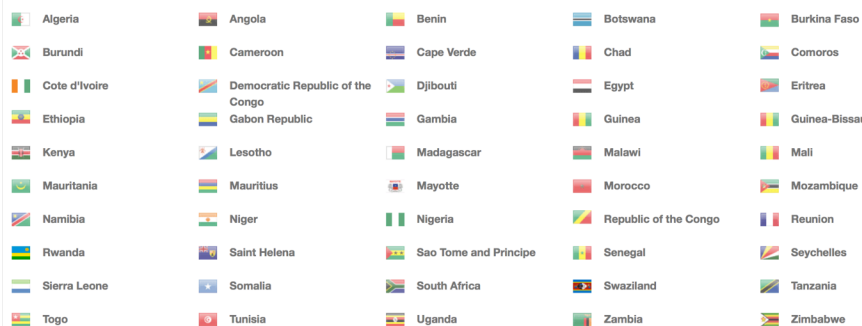 Algeria
Angola
Benin
Botswana
Burkina Faso
Burundi
Cameroon
Cape Verde
Chad
Comoros
Cote d'Ivoire
Democratic Republic of the
Congo
Djibouti
Egypt
Eritrea
Ethiopia
Gabon Republic
Gambia
Guinea
Guinea-Bissau
Kenya
Lesotho
Madagascar
Malawi
Mali
Mauritania
Mauritius
Mayotte
Morocco
Mozambique
Namibia
Niger
Nigeria
Republic of the Congo
Reunion
Rwanda
Saint Helena
Sao Tome and Principe
Senegal
Seychelles
Sierra Leone
Somalia
South Africa
Swaziland
Tanzania
Togo
Tunisia
Uganda
Zambia
Zimbabwe